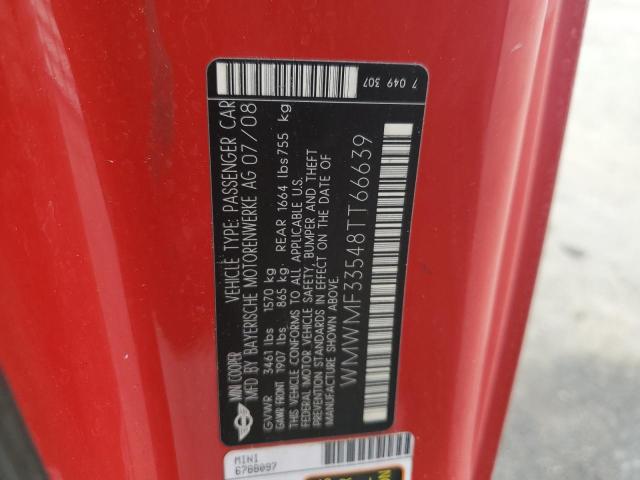 MINI COOPER VEHICLE TYPE: PASSENGER CAR
MFD BY BAYERISCHE MOTORENWERKE AG 07/08
GVWR 3461 lbs 1570 kg
GAWR FRONT 1907 lbs 865 kg REAR 1664 lbs 755 kg
THIS VEHICLE CONFORMS TO ALL APPLICABLE U.S.
FEDERAL MOTOR VEHICLE SAFETY, BUMPER AND THEFT
PREVENTION STANDARDS IN EFFECT ON THE DATE OF
MANUFACTURE SHOWN ABOVE.
WMWMF33548TT66639
7 049 307
MINI
6788097